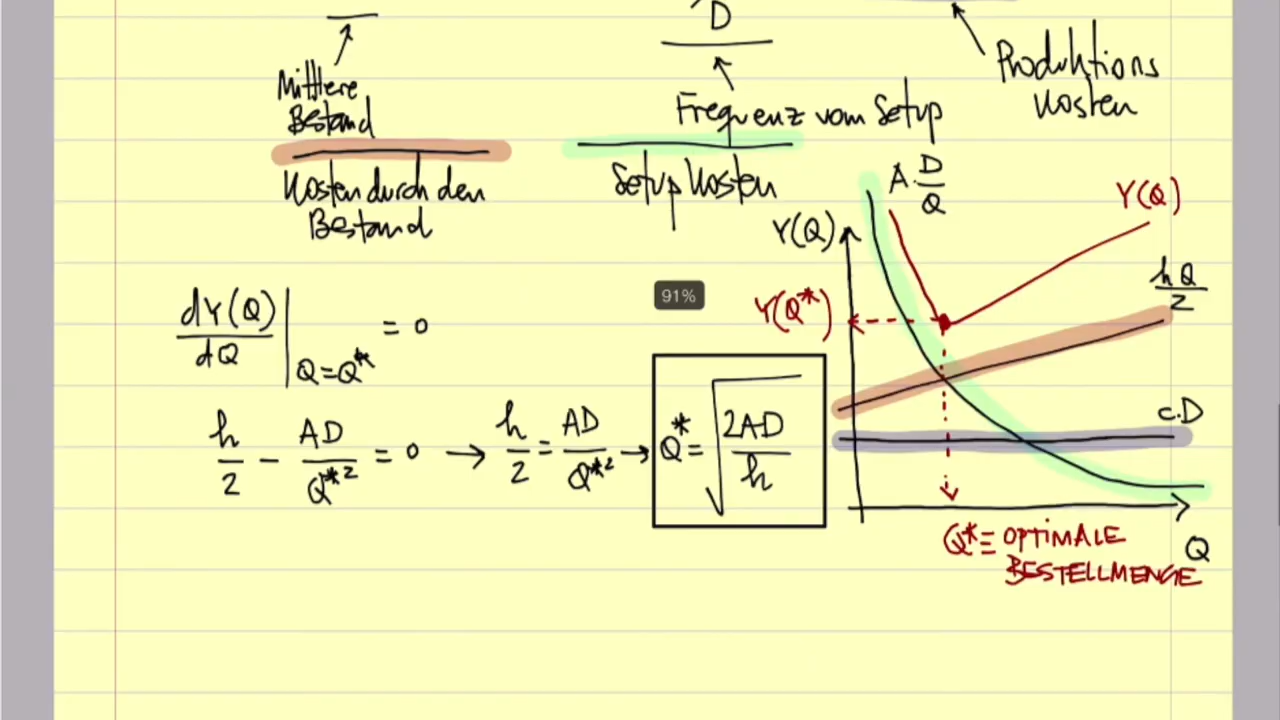 D
Mittlere
Bestand
Frequenz vom Setup
Produktions
Kosten
Kosten durch den
Bestand
Setup Kosten
A·D/Q
Y(Q)
Y(Q)
hQ/2
dY(Q)/dQ |Q=Q* = 0
91%
Y(Q*)
h/2 − AD/Q*² = 0 → h/2 = AD/Q*² → Q* = √(2AD/h)
c.D
Q* = OPTIMALE
BESTELLMENGE
Q